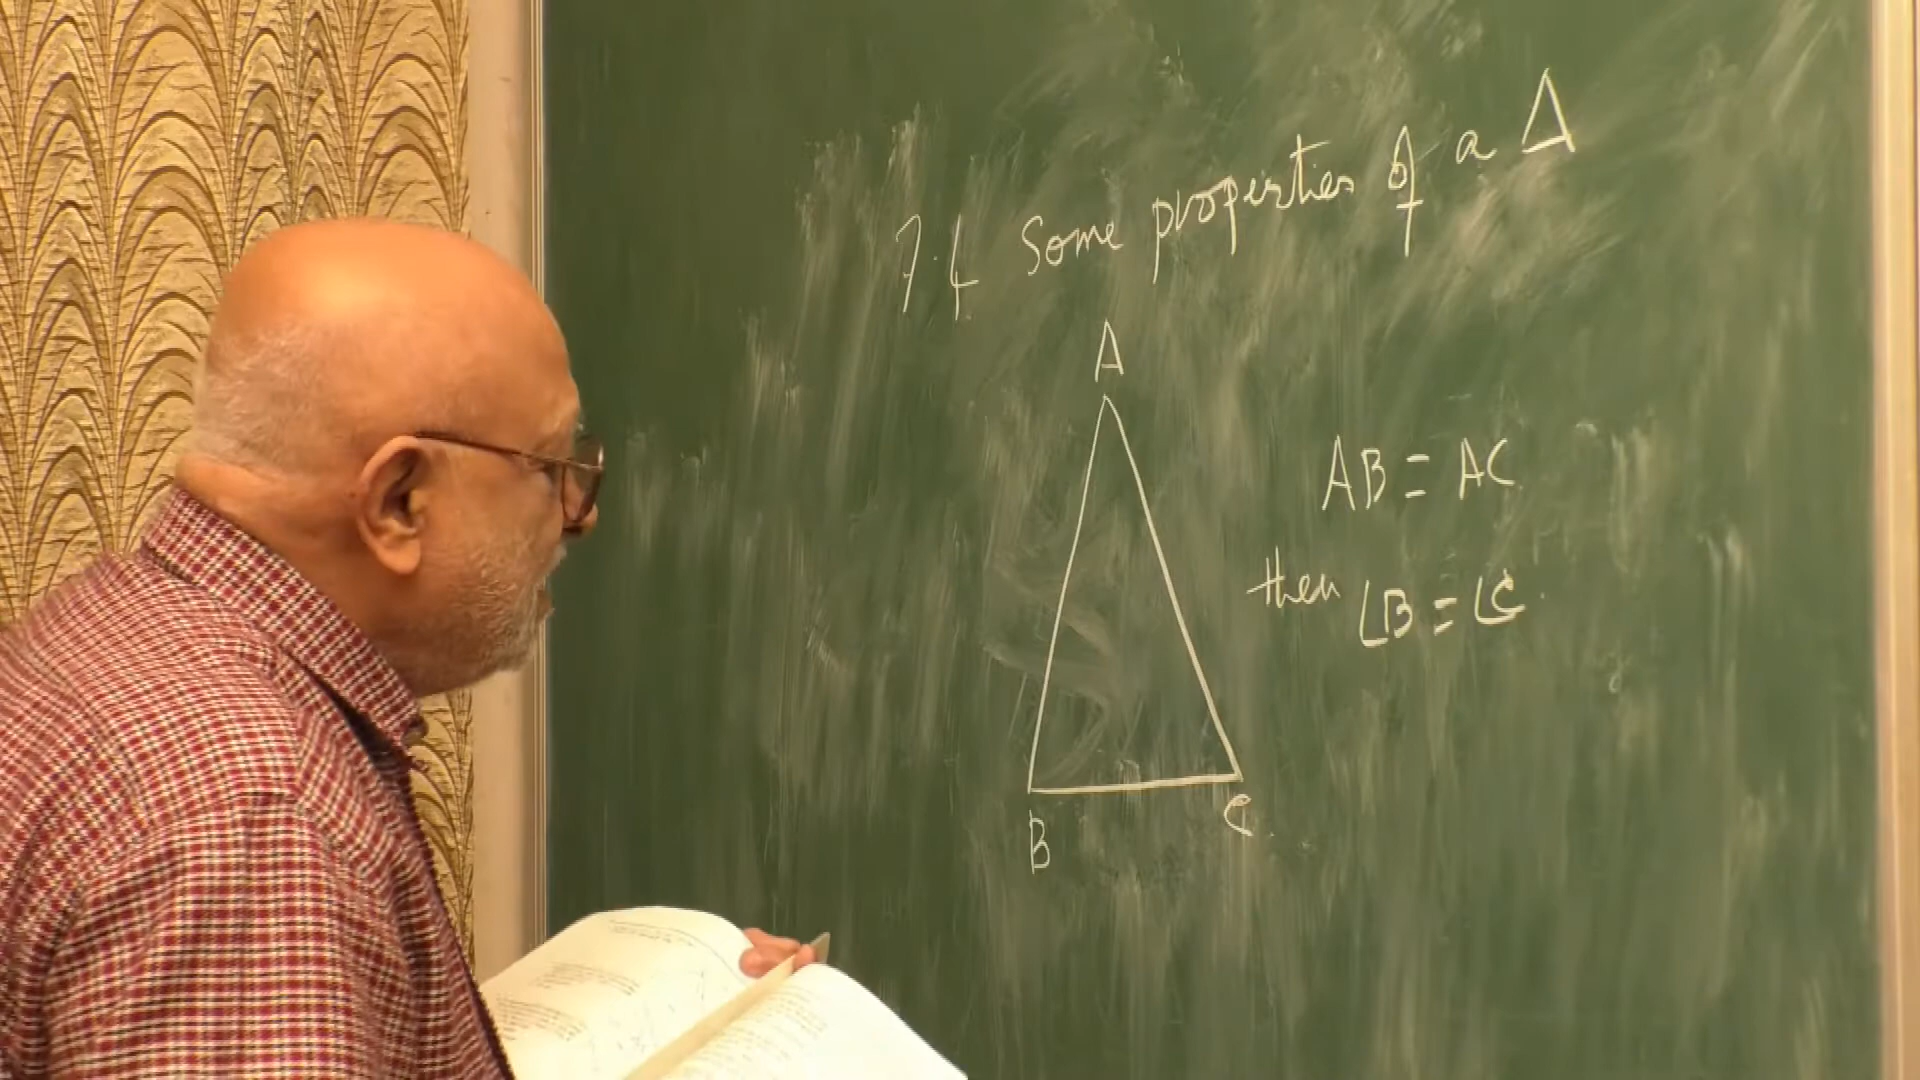 7.4 Some properties of a Δ
A
AB = AC
then ∠B = ∠C.
B
C.